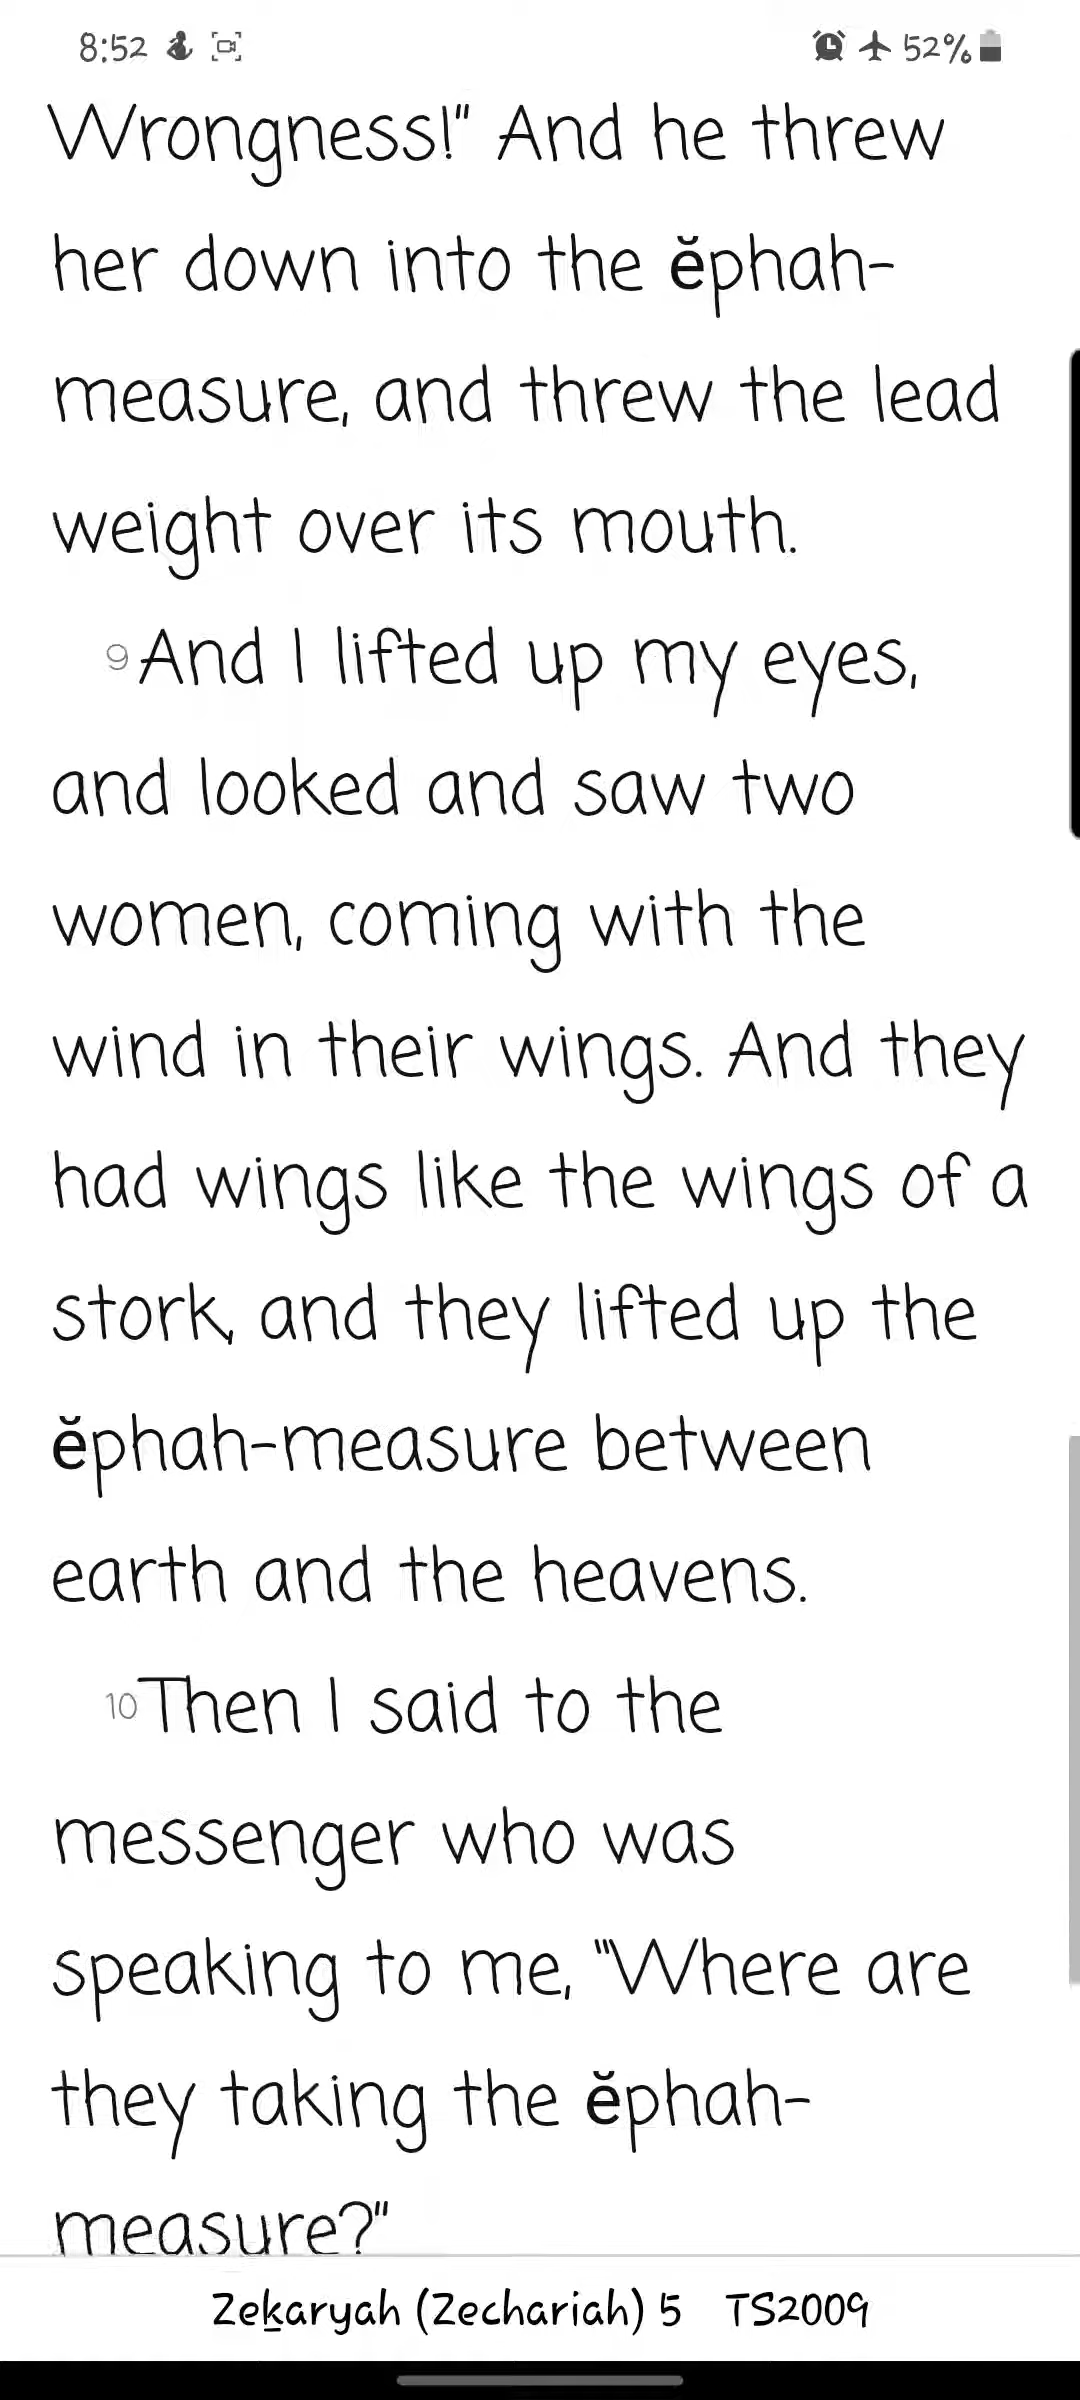 8:52 52%
Wrongness!" And he threw
her down into the ĕphah-
measure, and threw the lead
weight over its mouth.
9 And I lifted up my eyes,
and looked and saw two
women, coming with the
wind in their wings. And they
had wings like the wings of a
stork, and they lifted up the
ĕphah-measure between
earth and the heavens.
10 Then I said to the
messenger who was
speaking to me, "Where are
they taking the ĕphah-
measure?"
Zeḵaryah (Zechariah) 5 TS2009